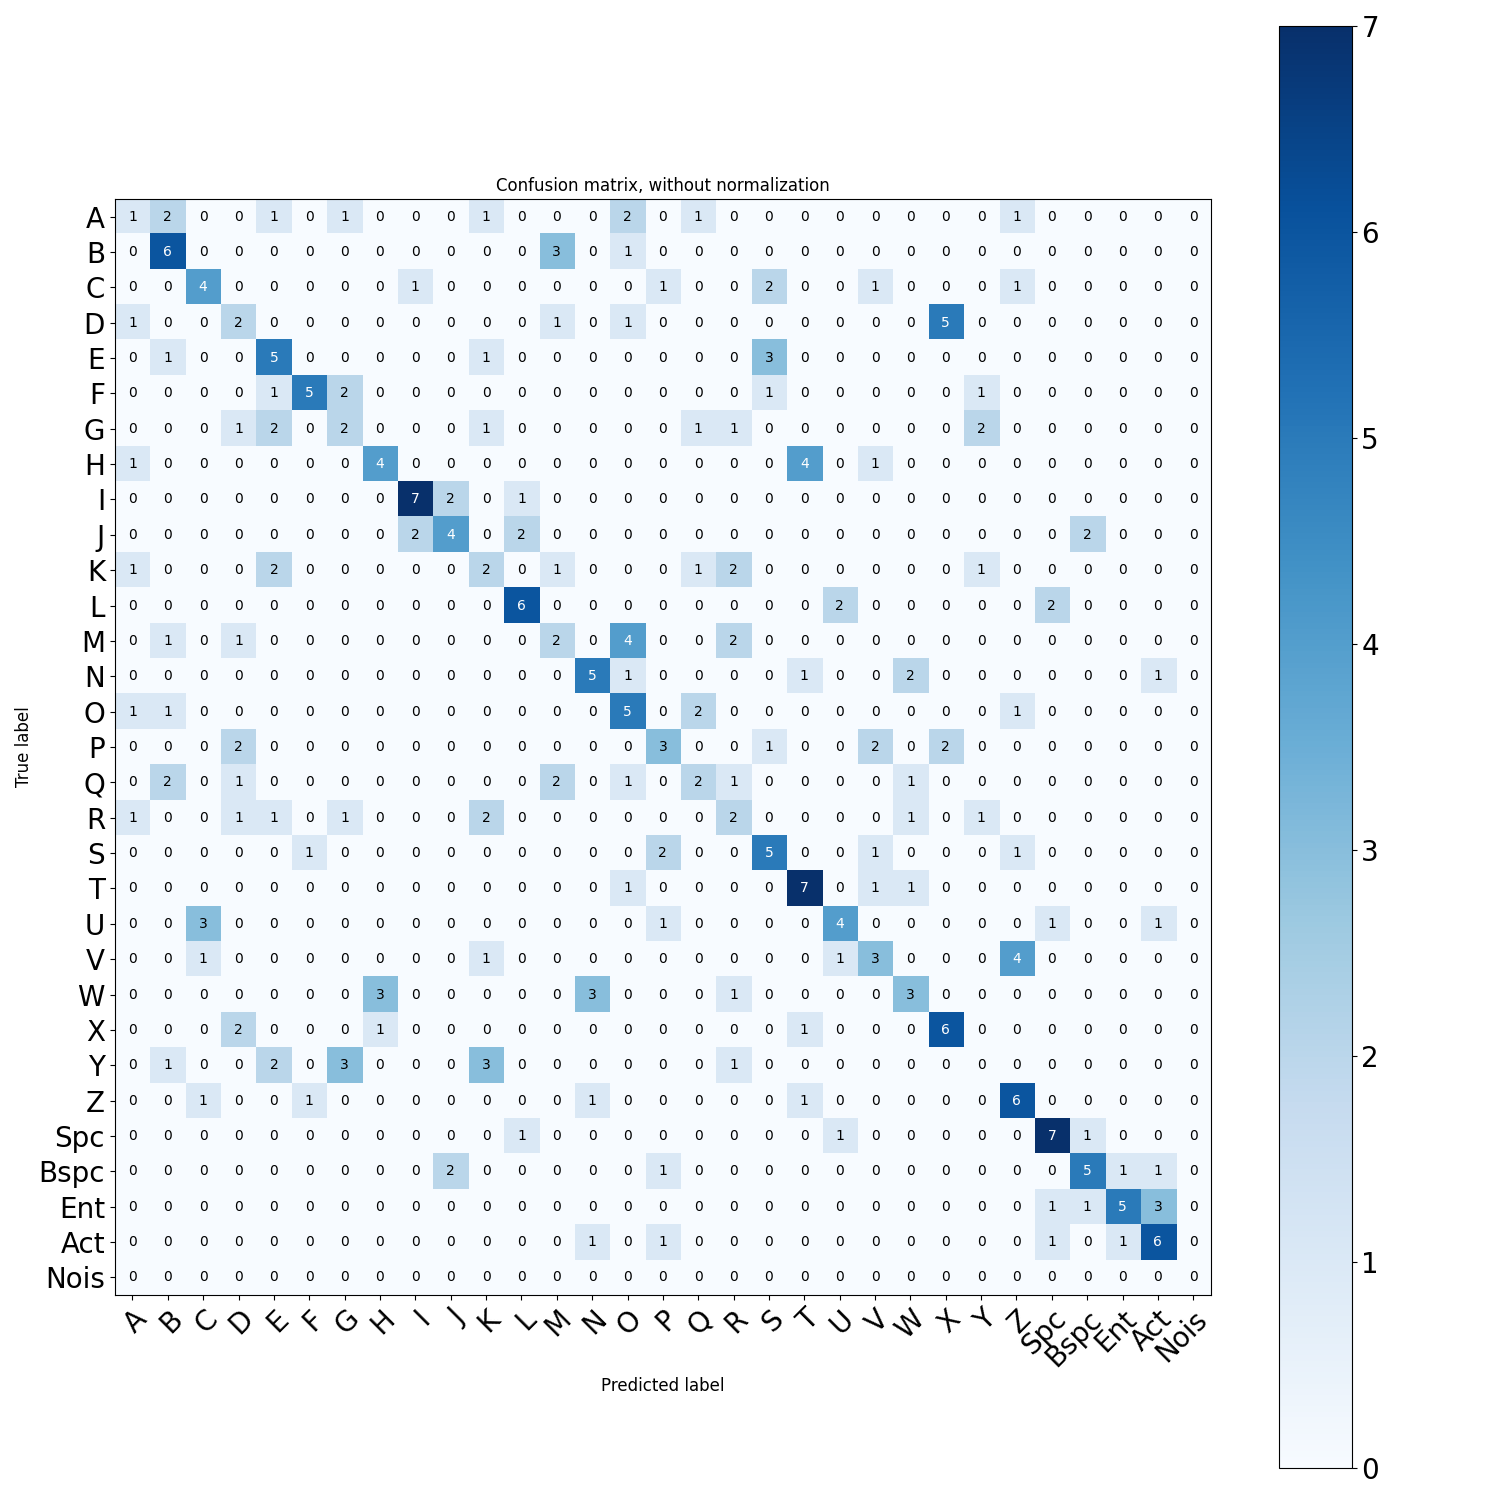 Confusion matrix, without normalization
A 1 2 0 0 1 0 1 0 0 0 1 0 0 0 2 0 1 0 0 0 0 0 0 0 0 1 0 0 0 0 0
B 0 6 0 0 0 0 0 0 0 0 0 0 3 0 1 0 0 0 0 0 0 0 0 0 0 0 0 0 0 0 0
C 0 0 4 0 0 0 0 0 1 0 0 0 0 0 0 1 0 0 2 0 0 1 0 0 0 1 0 0 0 0 0
D 1 0 0 2 0 0 0 0 0 0 0 0 1 0 1 0 0 0 0 0 0 0 0 5 0 0 0 0 0 0 0
E 0 1 0 0 5 0 0 0 0 0 1 0 0 0 0 0 0 0 3 0 0 0 0 0 0 0 0 0 0 0 0
F 0 0 0 0 1 5 2 0 0 0 0 0 0 0 0 0 0 0 1 0 0 0 0 0 1 0 0 0 0 0 0
G 0 0 0 1 2 0 2 0 0 0 1 0 0 0 0 0 1 1 0 0 0 0 0 0 2 0 0 0 0 0 0
H 1 0 0 0 0 0 0 4 0 0 0 0 0 0 0 0 0 0 0 4 0 1 0 0 0 0 0 0 0 0 0
I 0 0 0 0 0 0 0 0 7 2 0 1 0 0 0 0 0 0 0 0 0 0 0 0 0 0 0 0 0 0 0
J 0 0 0 0 0 0 0 0 2 4 0 2 0 0 0 0 0 0 0 0 0 0 0 0 0 0 0 2 0 0 0
K 1 0 0 0 2 0 0 0 0 0 2 0 1 0 0 0 1 2 0 0 0 0 0 0 1 0 0 0 0 0 0
L 0 0 0 0 0 0 0 0 0 0 0 6 0 0 0 0 0 0 0 0 2 0 0 0 0 0 2 0 0 0 0
M 0 1 0 1 0 0 0 0 0 0 0 0 2 0 4 0 0 2 0 0 0 0 0 0 0 0 0 0 0 0 0
N 0 0 0 0 0 0 0 0 0 0 0 0 0 5 1 0 0 0 0 1 0 0 2 0 0 0 0 0 0 1 0
O 1 1 0 0 0 0 0 0 0 0 0 0 0 0 5 0 2 0 0 0 0 0 0 0 0 1 0 0 0 0 0
P 0 0 0 2 0 0 0 0 0 0 0 0 0 0 0 3 0 0 1 0 0 2 0 2 0 0 0 0 0 0 0
Q 0 2 0 1 0 0 0 0 0 0 0 0 2 0 1 0 2 1 0 0 0 0 1 0 0 0 0 0 0 0 0
R 1 0 0 1 1 0 1 0 0 0 2 0 0 0 0 0 0 2 0 0 0 0 1 0 1 0 0 0 0 0 0
S 0 0 0 0 0 1 0 0 0 0 0 0 0 0 0 2 0 0 5 0 0 1 0 0 0 1 0 0 0 0 0
T 0 0 0 0 0 0 0 0 0 0 0 0 0 0 1 0 0 0 0 7 0 1 1 0 0 0 0 0 0 0 0
U 0 0 3 0 0 0 0 0 0 0 0 0 0 0 0 1 0 0 0 0 4 0 0 0 0 0 1 0 0 1 0
V 0 0 1 0 0 0 0 0 0 0 1 0 0 0 0 0 0 0 0 0 1 3 0 0 0 4 0 0 0 0 0
W 0 0 0 0 0 0 0 3 0 0 0 0 0 3 0 0 0 1 0 0 0 0 3 0 0 0 0 0 0 0 0
X 0 0 0 2 0 0 0 1 0 0 0 0 0 0 0 0 0 0 0 1 0 0 0 6 0 0 0 0 0 0 0
Y 0 1 0 0 2 0 3 0 0 0 3 0 0 0 0 0 0 1 0 0 0 0 0 0 0 0 0 0 0 0 0
Z 0 0 1 0 0 1 0 0 0 0 0 0 0 1 0 0 0 0 0 1 0 0 0 0 0 6 0 0 0 0 0
Spc 0 0 0 0 0 0 0 0 0 0 0 1 0 0 0 0 0 0 0 0 1 0 0 0 0 0 7 1 0 0 0
Bspc 0 0 0 0 0 0 0 0 0 2 0 0 0 0 0 1 0 0 0 0 0 0 0 0 0 0 0 5 1 1 0
Ent 0 0 0 0 0 0 0 0 0 0 0 0 0 0 0 0 0 0 0 0 0 0 0 0 0 0 1 1 5 3 0
Act 0 0 0 0 0 0 0 0 0 0 0 0 0 1 0 1 0 0 0 0 0 0 0 0 0 0 1 0 1 6 0
Nois 0 0 0 0 0 0 0 0 0 0 0 0 0 0 0 0 0 0 0 0 0 0 0 0 0 0 0 0 0 0 0
A B C D E F G H I J K L M N O P Q R S T U V W X Y Z Spc Bspc Ent Act Nois
Predicted label
True label
7
6
5
4
3
2
1
0